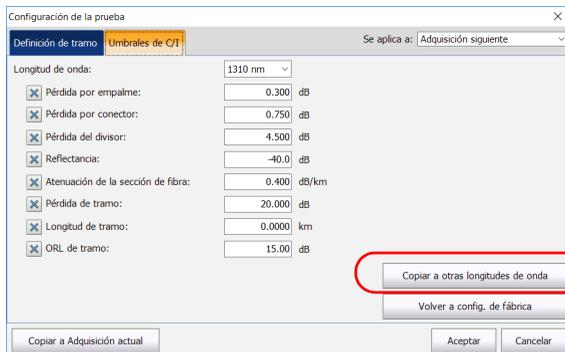 Configuración de la prueba
Definición de tramo Umbrales de C/I Se aplica a: Adquisición siguiente
Longitud de onda: 1310 nm
Pérdida por empalme: 0.300 dB
Pérdida por conector: 0.750 dB
Pérdida del divisor: 4.500 dB
Reflectancia: -40.0 dB
Atenuación de la sección de fibra: 0.400 dB/km
Pérdida de tramo: 20.000 dB
Longitud de tramo: 0.0000 km
ORL de tramo: 15.00 dB
Copiar a otras longitudes de onda
Volver a config. de fábrica
Copiar a Adquisición actual Aceptar Cancelar